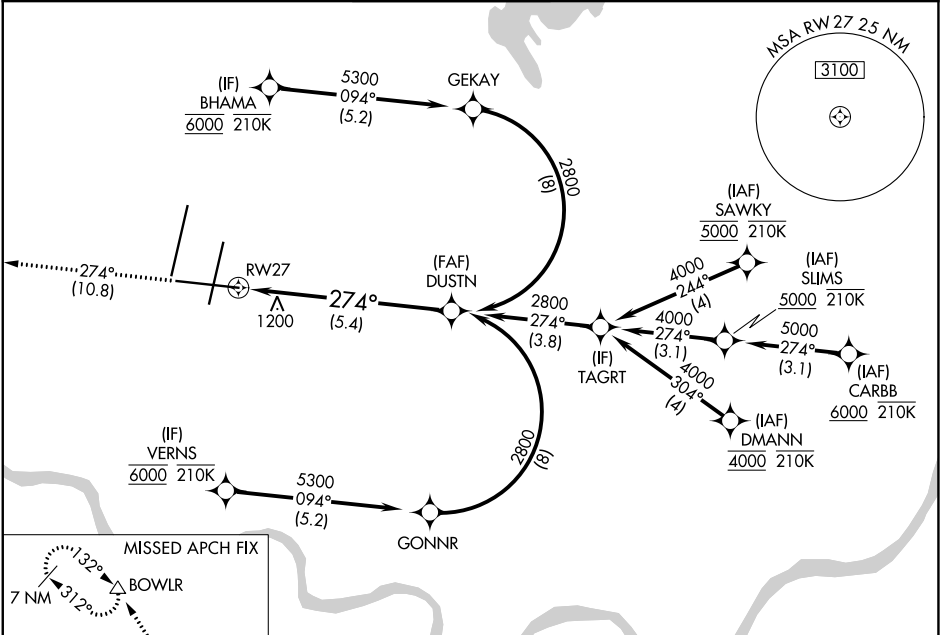 MSA RW 27 25 NM
3100
(IF)
BHAMA
6000 210K
5300
094°
(5.2)
GEKAY
2800
(8)
(IAF)
SAWKY
5000 210K
4000
244°
(4)
(IAF)
SLIMS
5000 210K
5000
274°
(3.1)
(IAF)
CARBB
6000 210K
274°
(10.8)
RW27
1200
274°
(5.4)
(FAF)
DUSTN
2800
274°
(3.8)
(IF)
TAGRT
4000
274°
(3.1)
4000
304°
(4)
(IAF)
DMANN
4000 210K
(IF)
VERNS
6000 210K
5300
094°
(5.2)
GONNR
2800
(8)
MISSED APCH FIX
132°
BOWLR
7 NM
312°